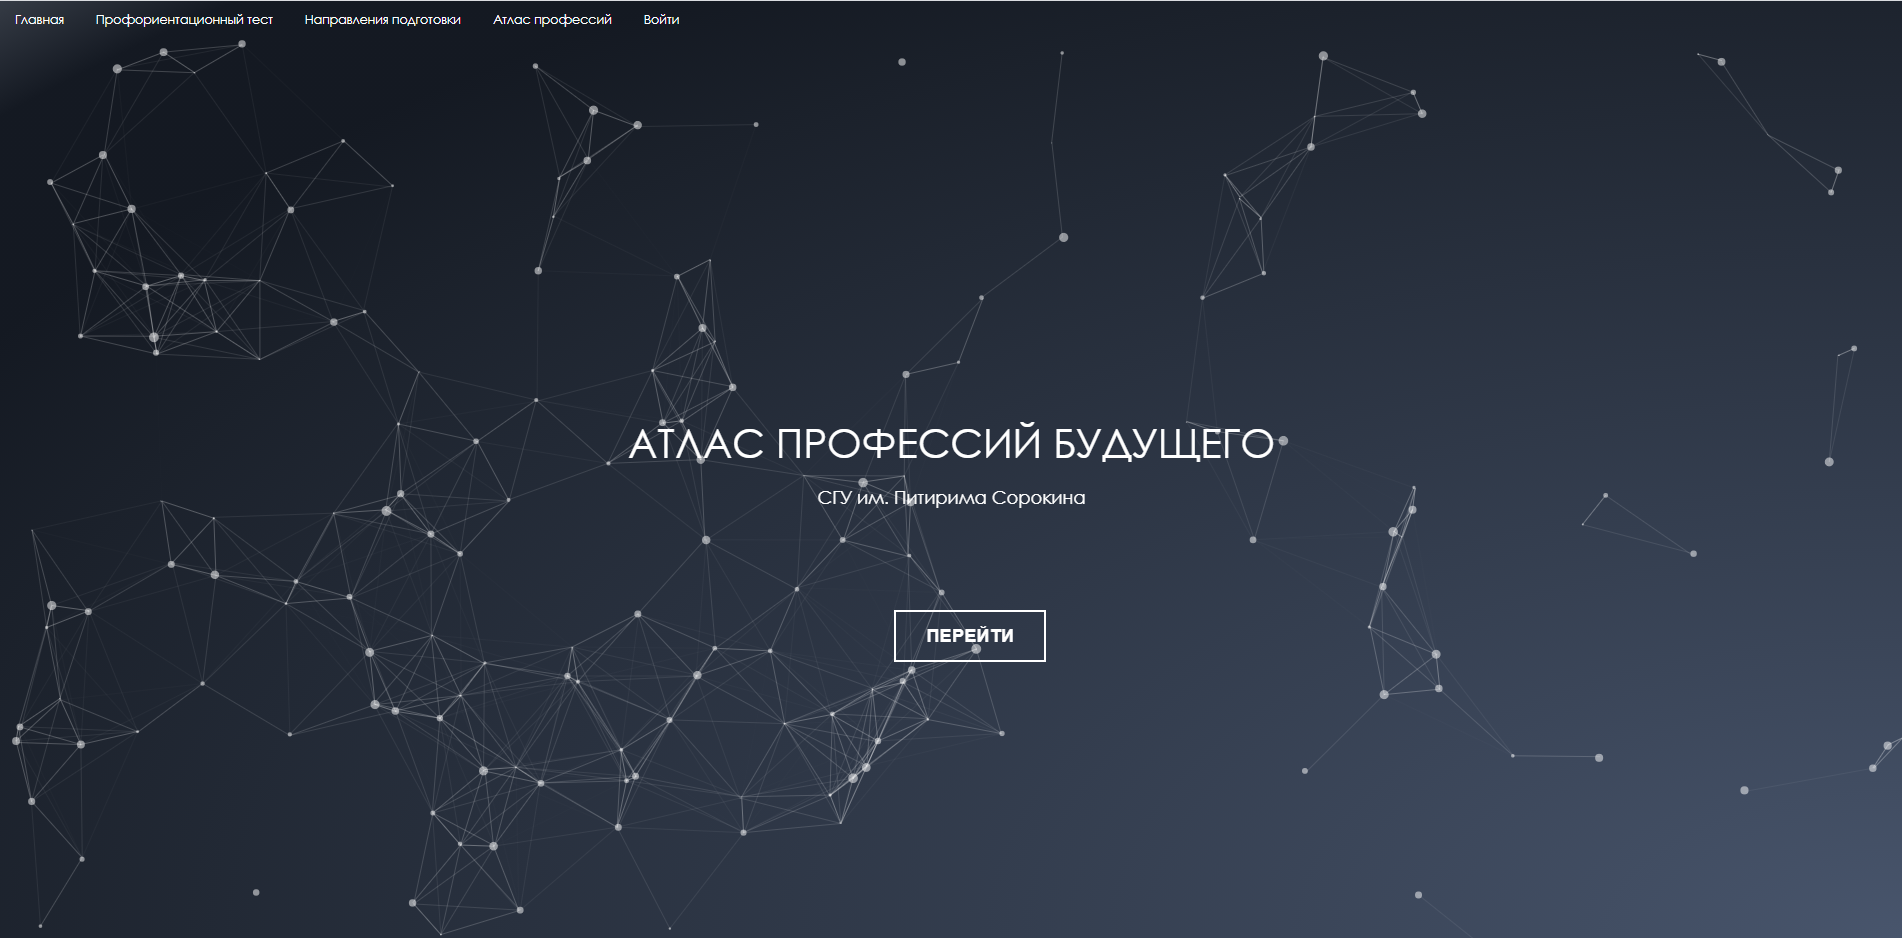 Главная Профориентационный тест Направления подготовки Атлас профессий Войти
АТЛАС ПРОФЕССИЙ БУДУЩЕГО
СГУ им. Питирима Сорокина
ПЕРЕЙТИ